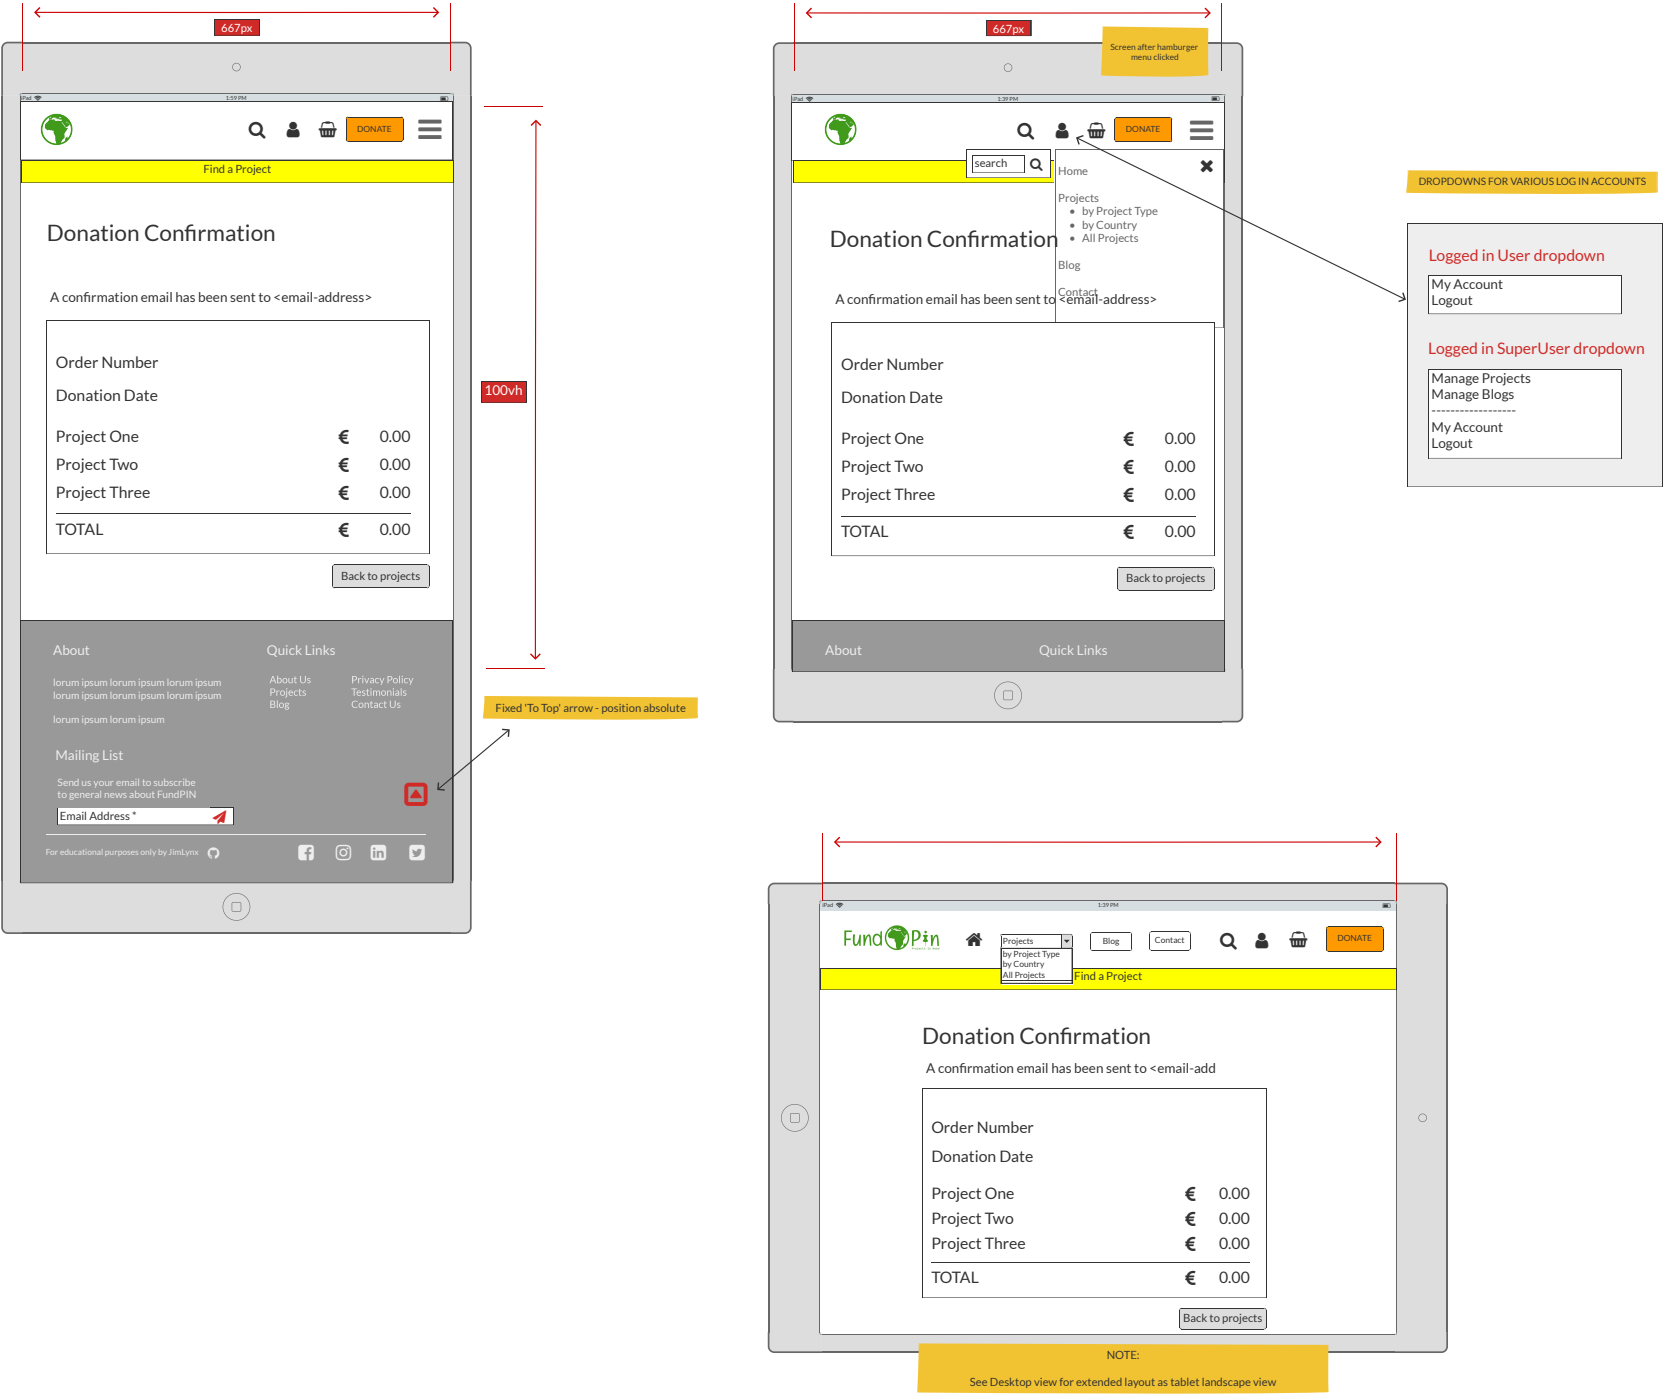 667px
iPad
1:59 PM
DONATE
Find a Project
Donation Confirmation
A confirmation email has been sent to <email-address>
Order Number
Donation Date
Project One € 0.00
Project Two € 0.00
Project Three € 0.00
TOTAL € 0.00
Back to projects
About
lorum ipsum lorum ipsum lorum ipsum
lorum ipsum lorum ipsum lorum ipsum
lorum ipsum lorum ipsum
Quick Links
About Us Privacy Policy
Projects Testimonials
Blog Contact Us
Mailing List
Send us your email to subscribe
to general news about FundPIN
Email Address *
For educational purposes only by JimLynx
100vh
Fixed 'To Top' arrow - position absolute
667px
Screen after hamburger
menu clicked
iPad
1:39 PM
DONATE
search
Home
Projects
• by Project Type
• by Country
• All Projects
Blog
Contact
Donation Confirmation
A confirmation email has been sent to <email-address>
Order Number
Donation Date
Project One € 0.00
Project Two € 0.00
Project Three € 0.00
TOTAL € 0.00
Back to projects
About Quick Links
DROPDOWNS FOR VARIOUS LOG IN ACCOUNTS
Logged in User dropdown
My Account
Logout
Logged in SuperUser dropdown
Manage Projects
Manage Blogs
------------------
My Account
Logout
iPad
1:39 PM
Fund Pin
Projects
by Project Type
by Country
All Projects
Blog
Contact
DONATE
Find a Project
Donation Confirmation
A confirmation email has been sent to <email-add
Order Number
Donation Date
Project One € 0.00
Project Two € 0.00
Project Three € 0.00
TOTAL € 0.00
Back to projects
NOTE:
See Desktop view for extended layout as tablet landscape view